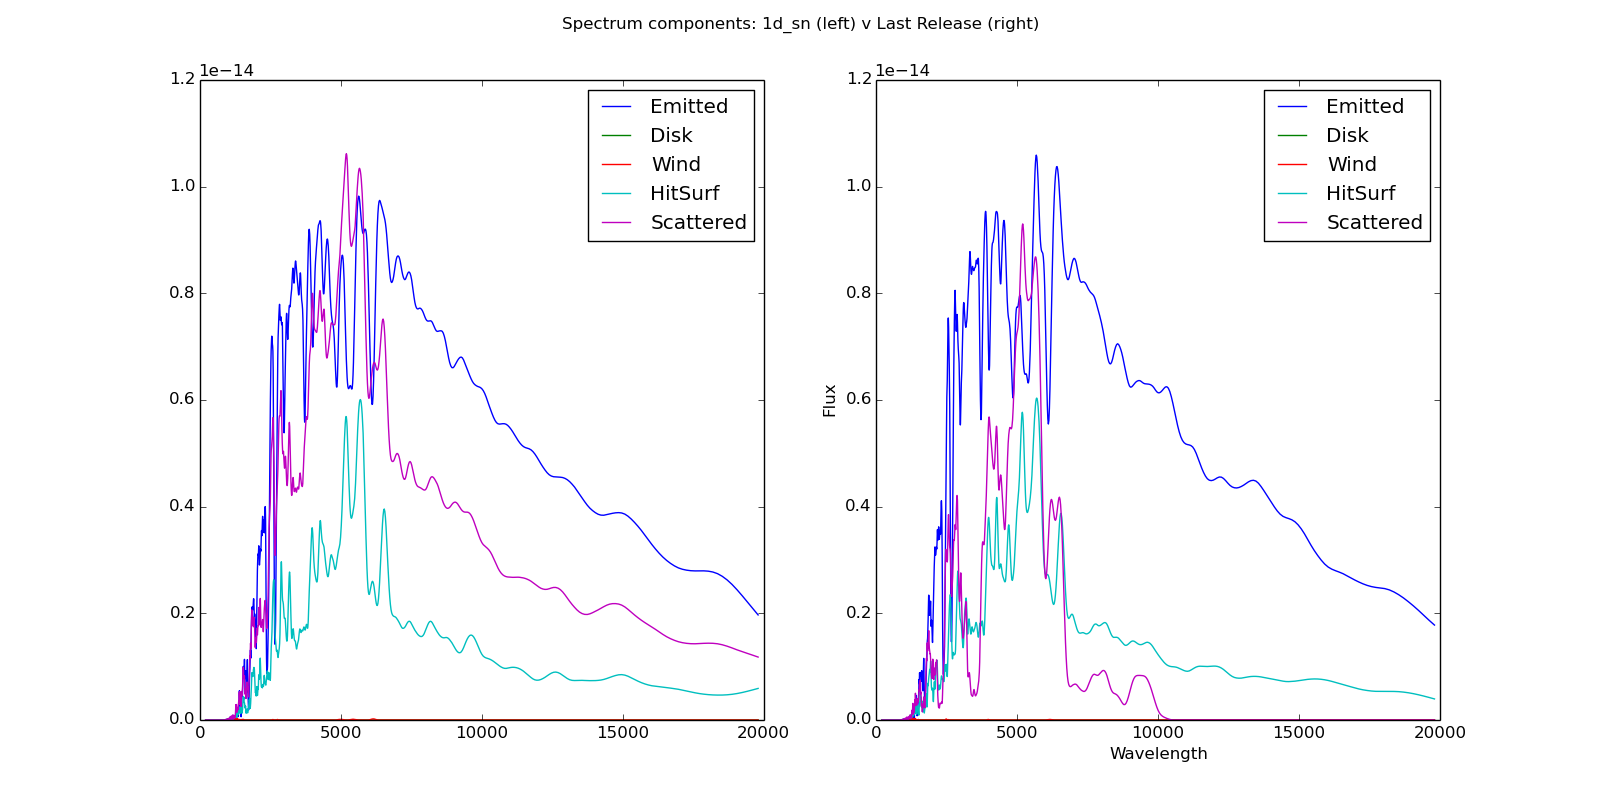 Spectrum components: 1d_sn (left) v Last Release (right)
1e−14
1.2
1.0
0.8
0.6
0.4
0.2
0.0
0
5000
10000
15000
20000
Emitted
Disk
Wind
HitSurf
Scattered
1e−14
1.2
1.0
0.8
0.6
0.4
0.2
0.0
Flux
0
5000
10000
15000
20000
Wavelength
Emitted
Disk
Wind
HitSurf
Scattered